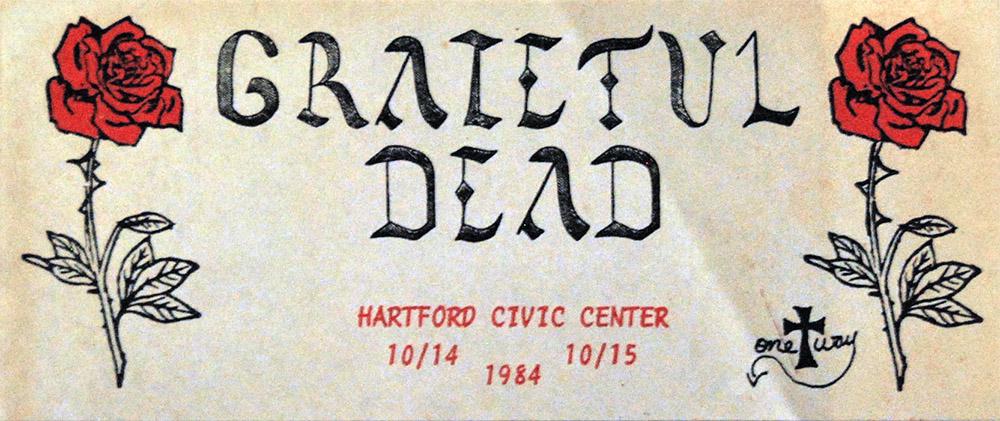 GRATEFUL
DEAD
HARTFORD CIVIC CENTER
10/14 10/15
1984
one way